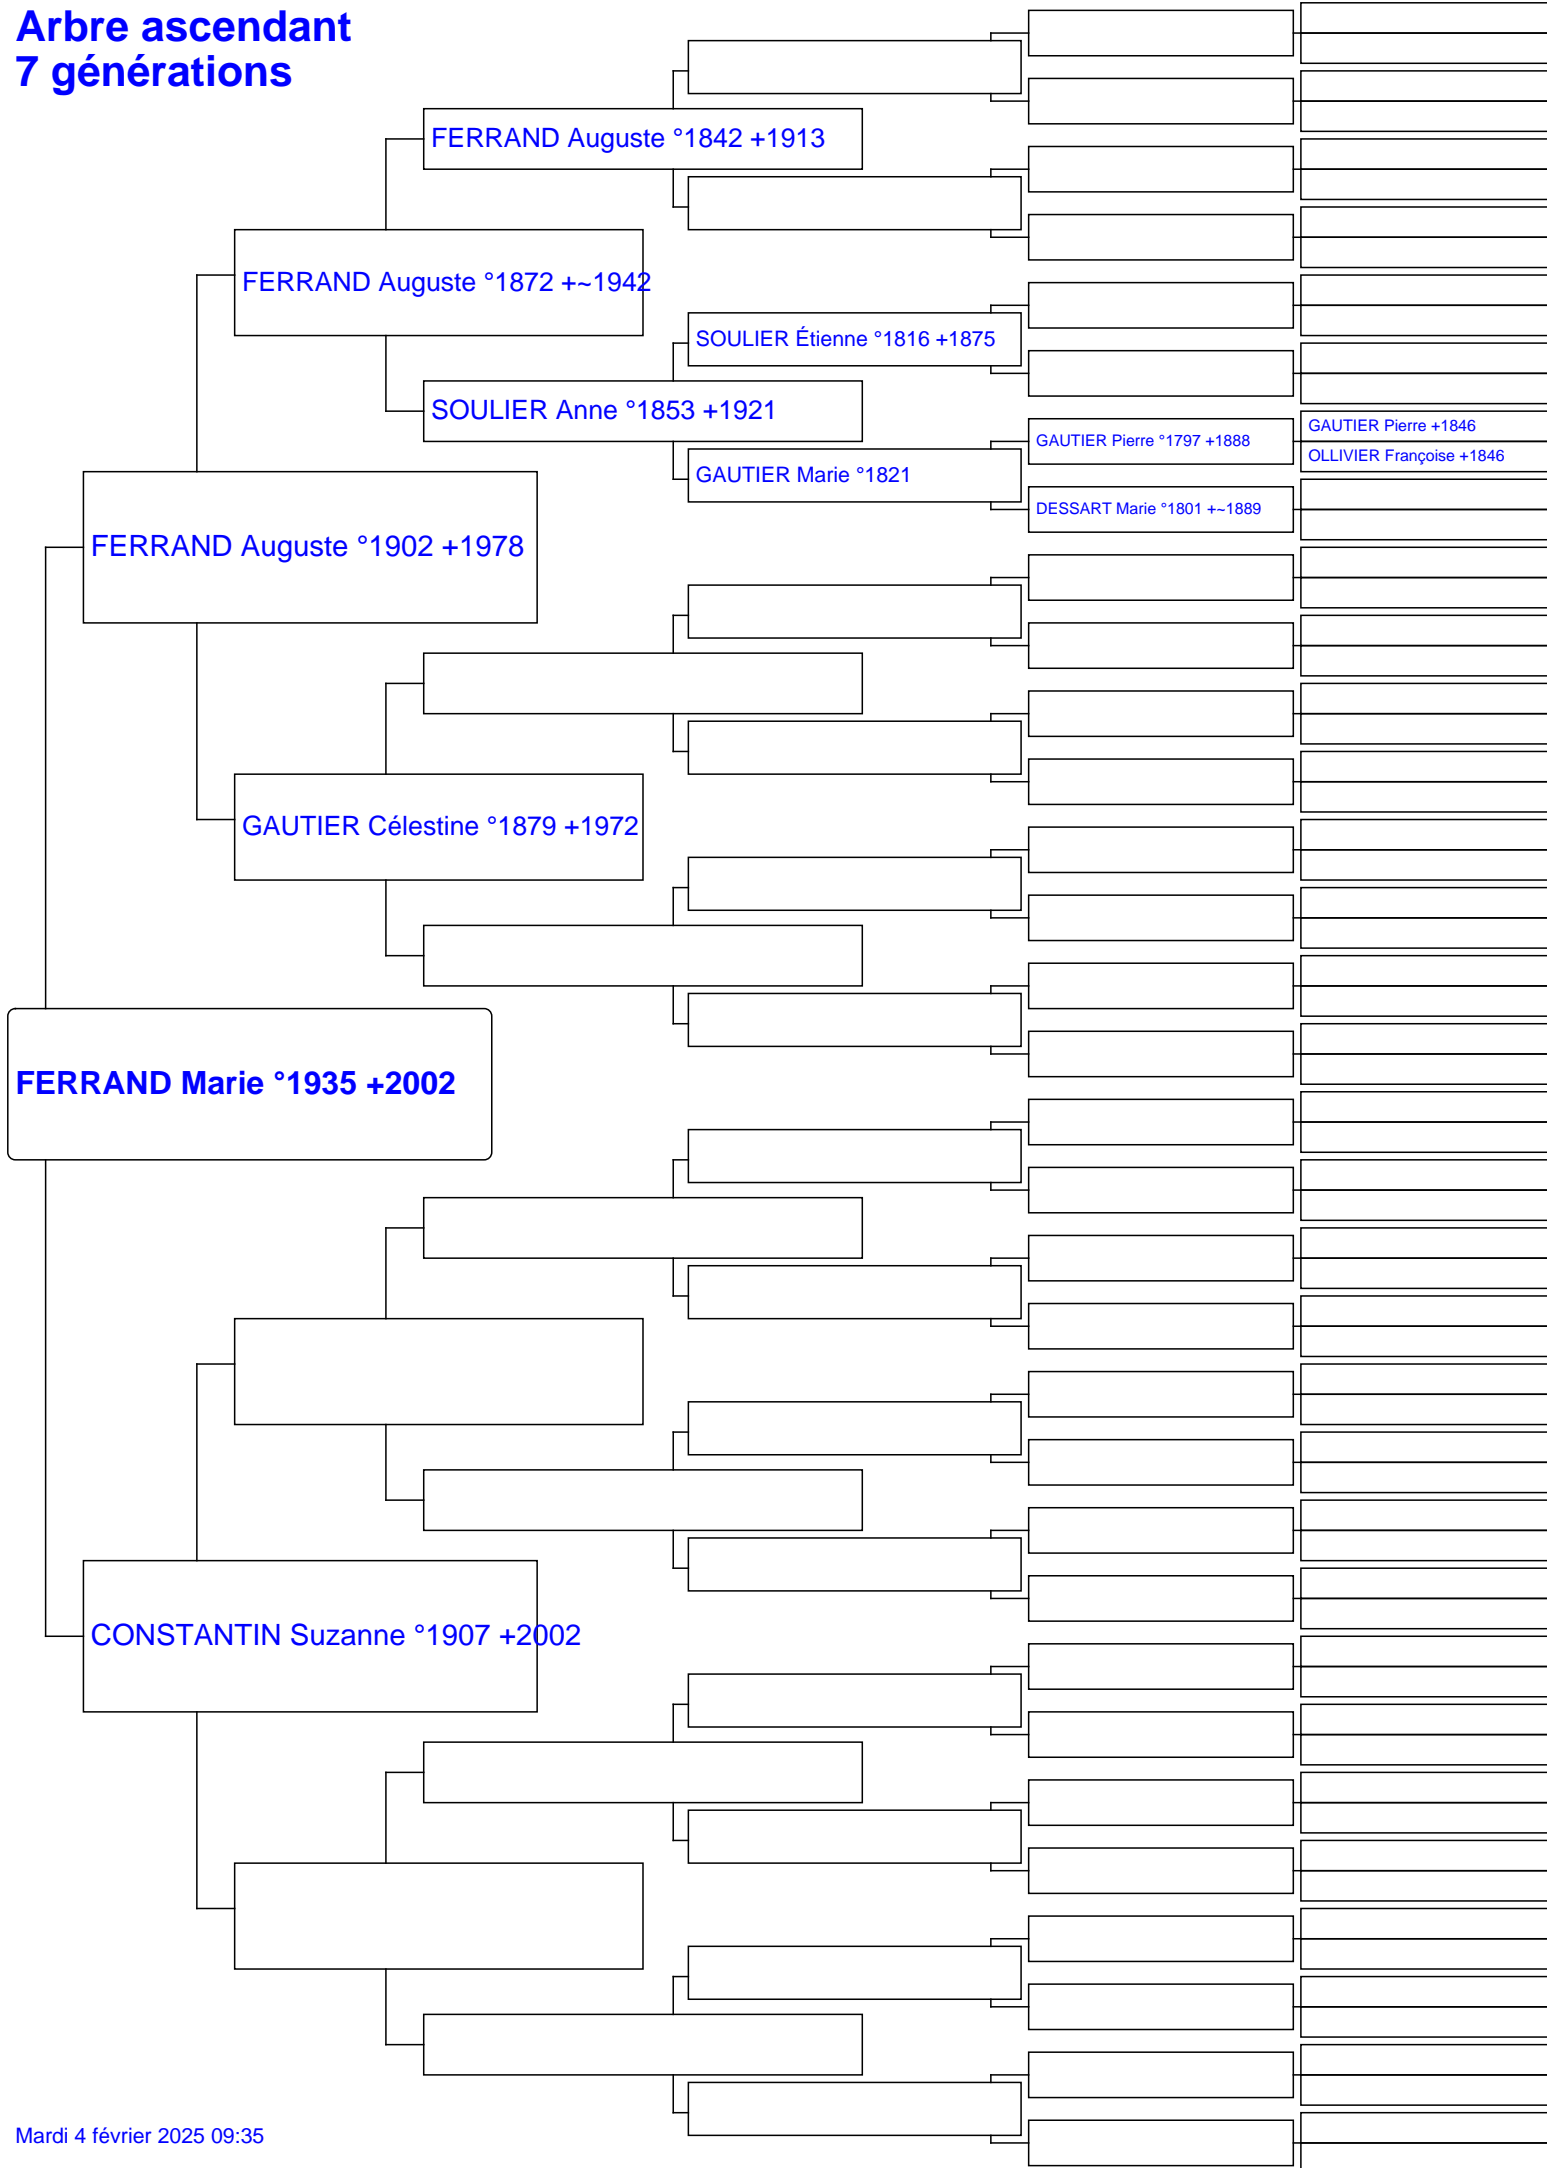 Arbre ascendant
7 générations
FERRAND Auguste °1842 +1913
FERRAND Auguste °1872 +~1942
SOULIER Étienne °1816 +1875
SOULIER Anne °1853 +1921
GAUTIER Pierre +1846
GAUTIER Pierre °1797 +1888
OLLIVIER Françoise +1846
GAUTIER Marie °1821
DESSART Marie °1801 +~1889
FERRAND Auguste °1902 +1978
GAUTIER Célestine °1879 +1972
FERRAND Marie °1935 +2002
CONSTANTIN Suzanne °1907 +2002
Mardi 4 février 2025 09:35